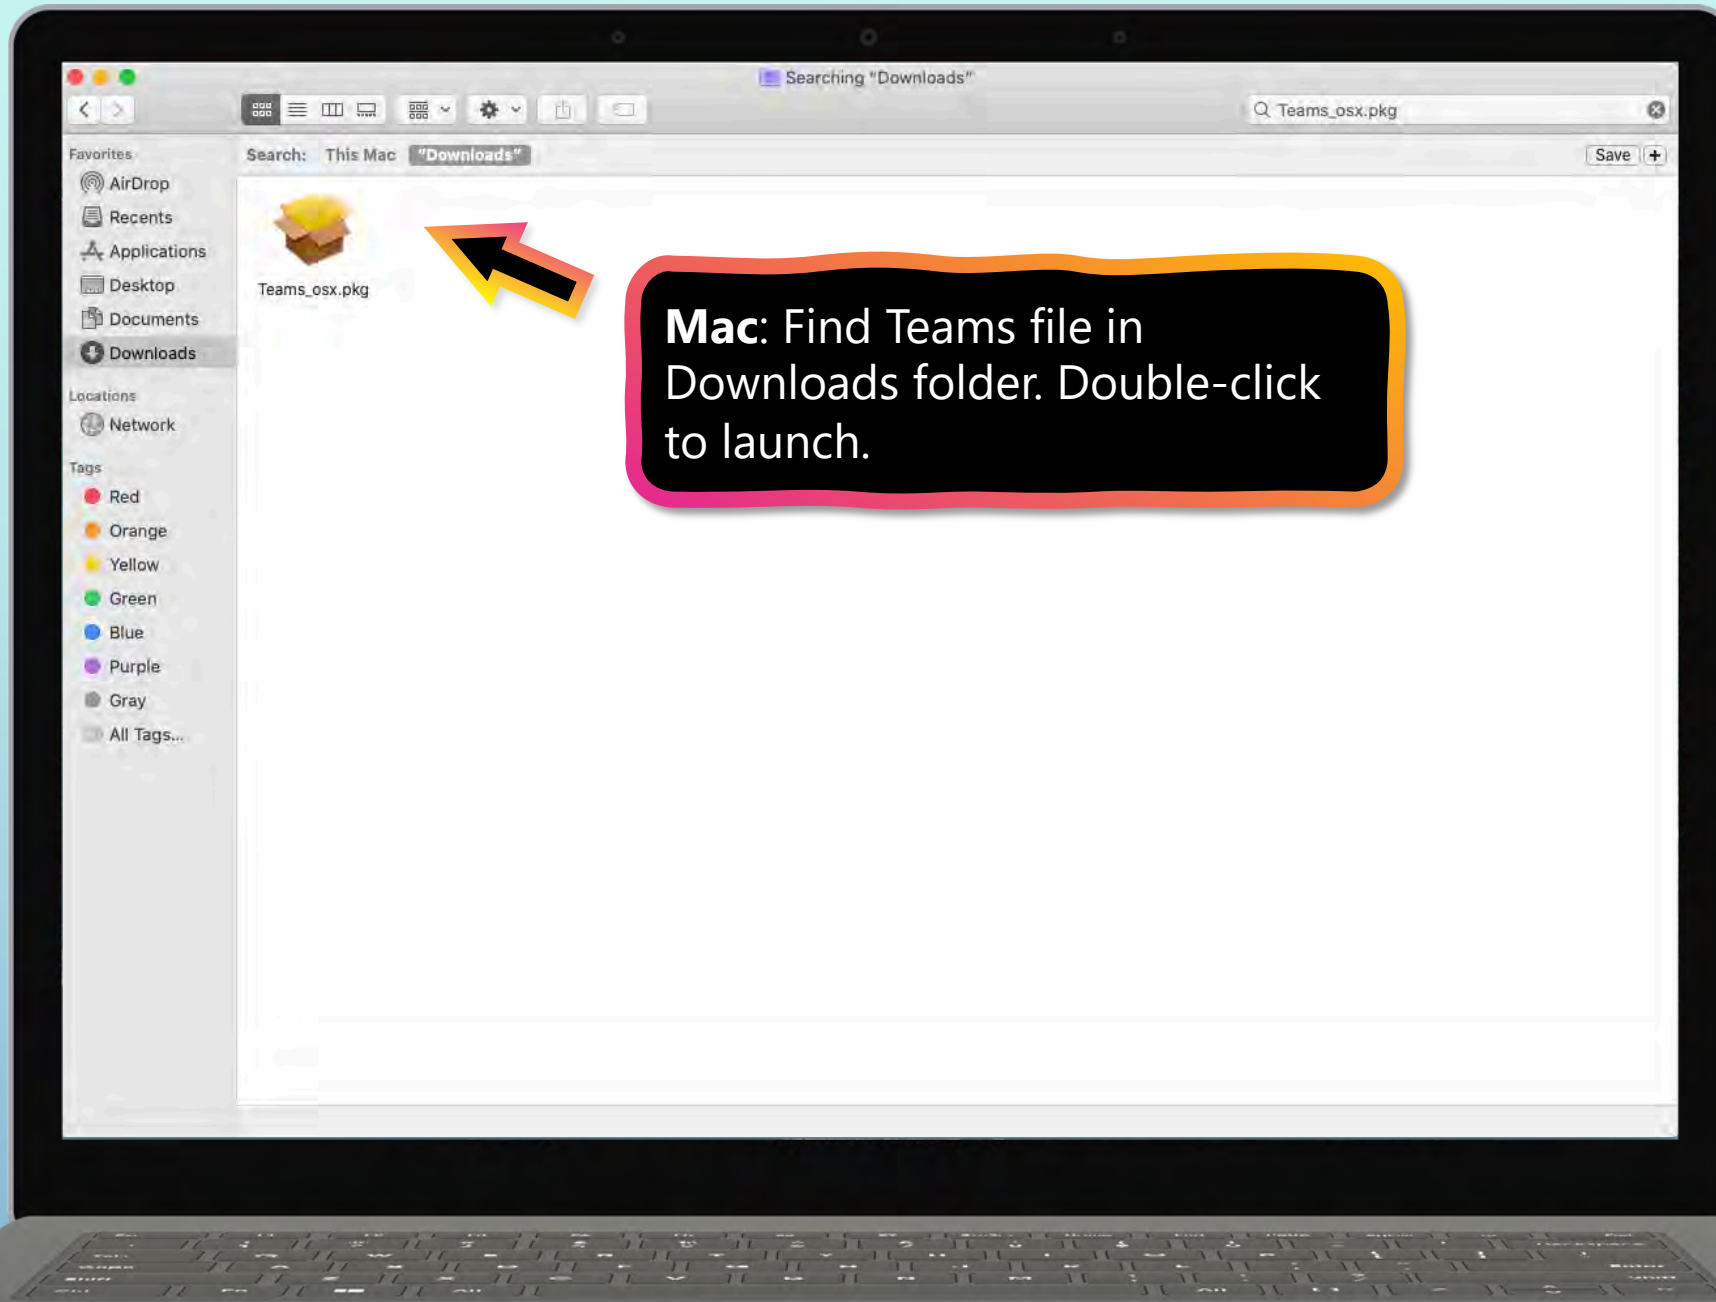 Searching "Downloads"
Teams_osx.pkg
Favorites
Search: This Mac "Downloads"
Save +
AirDrop
Recents
Applications
Desktop
Documents
Downloads
Locations
Network
Tags
Red
Orange
Yellow
Green
Blue
Purple
Gray
All Tags...
Teams_osx.pkg
Mac: Find Teams file in
Downloads folder. Double-click
to launch.